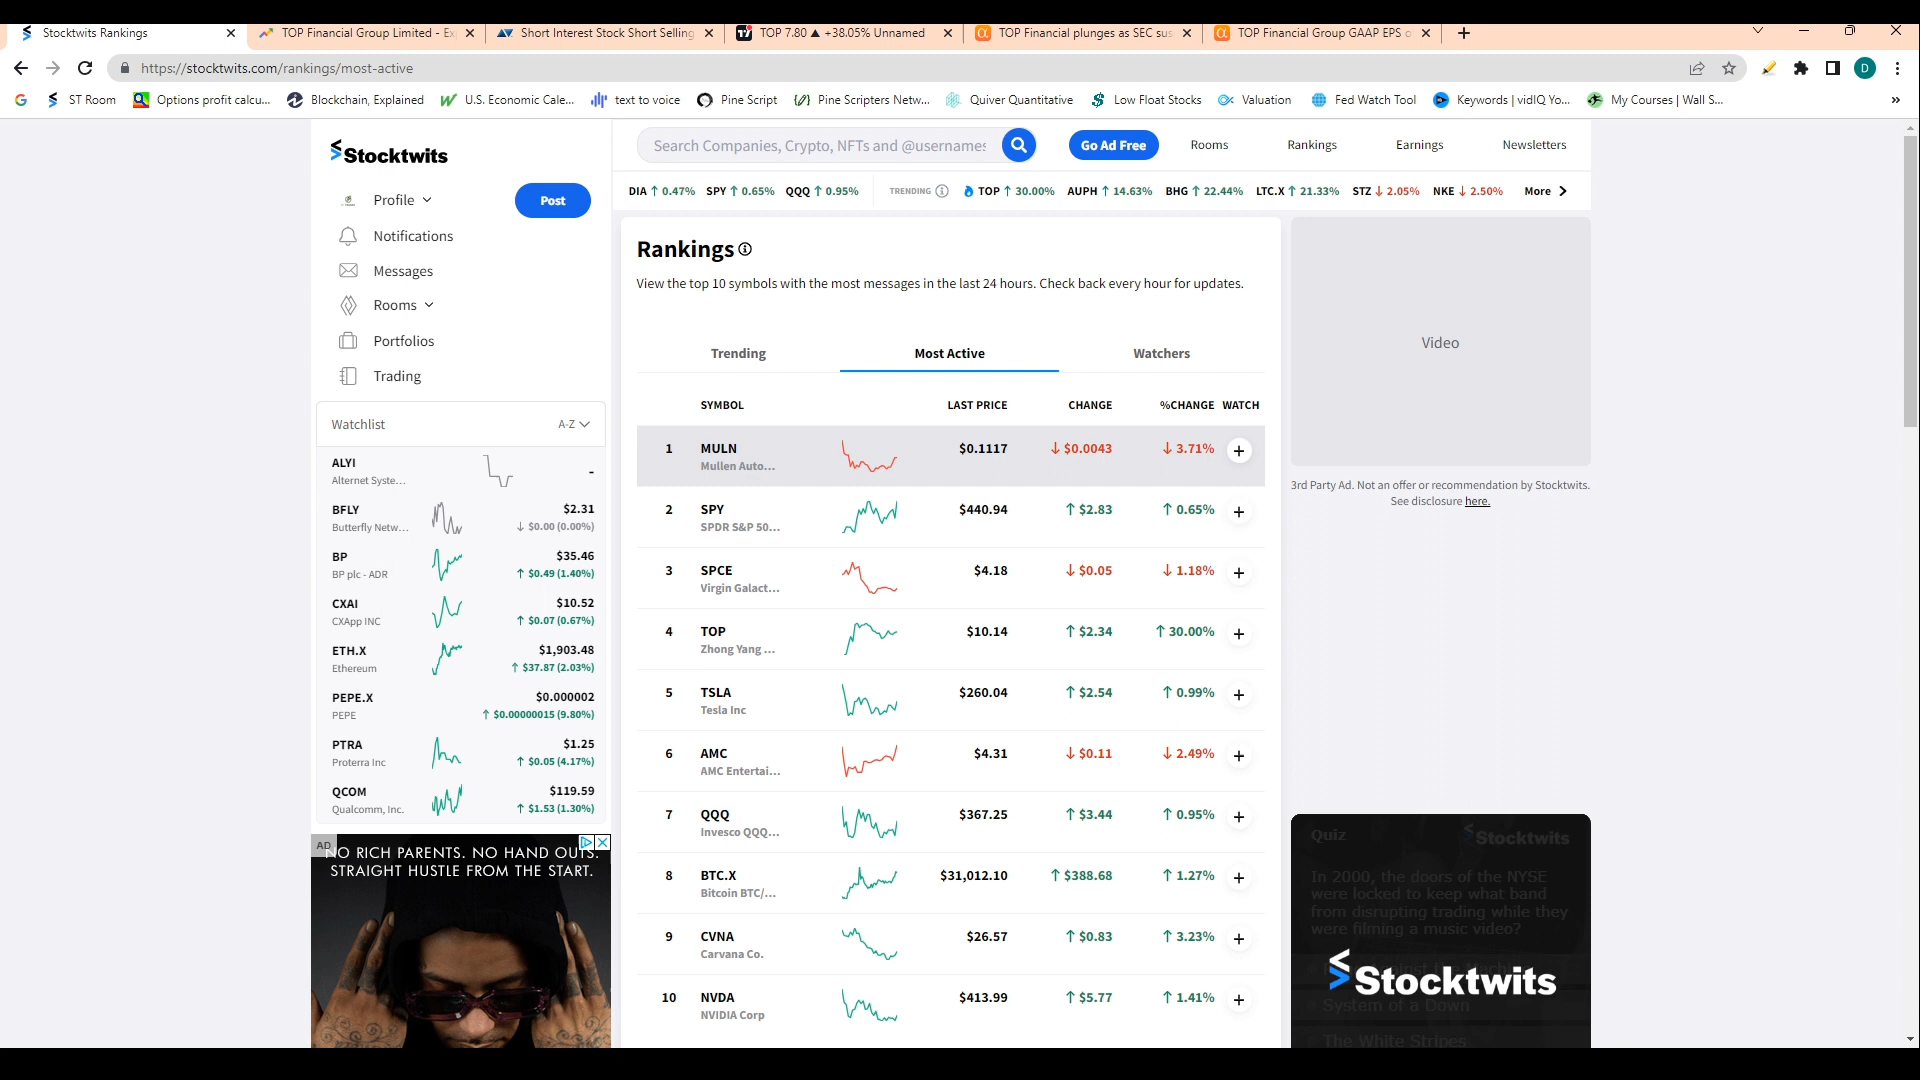 Stocktwits Rankings
TOP Financial Group Limited - Ex
Short Interest Stock Short Selling
TOP 7.80 ▲ +38.05% Unnamed
TOP Financial plunges as SEC sus
TOP Financial Group GAAP EPS o
https://stocktwits.com/rankings/most-active
D
ST Room
Options profit calcu...
Blockchain, Explained
U.S. Economic Cale...
text to voice
Pine Script
Pine Scripters Netw...
Quiver Quantitative
Low Float Stocks
Valuation
Fed Watch Tool
Keywords | vidIQ Yo...
My Courses | Wall S...
»
Stocktwits
Search Companies, Crypto, NFTs and @usernames
Go Ad Free
Rooms
Rankings
Earnings
Newsletters
DIA ↑ 0.47% SPY ↑ 0.65% QQQ ↑ 0.95%
TRENDING
TOP ↑ 30.00% AUPH ↑ 14.63% BHG ↑ 22.44% LTC.X ↑ 21.33% STZ ↓ 2.05% NKE ↓ 2.50% More
Profile
Post
Notifications
Messages
Rooms
Portfolios
Trading
Watchlist A-Z
ALYI -
Alternet Syste...
BFLY $2.31
Butterfly Netw... ↓ $0.00 (0.00%)
BP $35.46
BP plc - ADR ↑ $0.49 (1.40%)
CXAI $10.52
CXApp INC ↑ $0.07 (0.67%)
ETH.X $1,903.48
Ethereum ↑ $37.87 (2.03%)
PEPE.X $0.000002
PEPE ↑ $0.00000015 (9.80%)
PTRA $1.25
Proterra Inc ↑ $0.05 (4.17%)
QCOM $119.59
Qualcomm, Inc. ↑ $1.53 (1.30%)
AD
NO RICH PARENTS. NO HAND OUTS.
STRAIGHT HUSTLE FROM THE START.
Rankings
View the top 10 symbols with the most messages in the last 24 hours. Check back every hour for updates.
Trending Most Active Watchers
SYMBOL LAST PRICE CHANGE %CHANGE WATCH
1 MULN $0.1117 ↓ $0.0043 ↓ 3.71% +
Mullen Auto...
2 SPY $440.94 ↑ $2.83 ↑ 0.65% +
SPDR S&P 50...
3 SPCE $4.18 ↓ $0.05 ↓ 1.18% +
Virgin Galact...
4 TOP $10.14 ↑ $2.34 ↑ 30.00% +
Zhong Yang ...
5 TSLA $260.04 ↑ $2.54 ↑ 0.99% +
Tesla Inc
6 AMC $4.31 ↓ $0.11 ↓ 2.49% +
AMC Entertai...
7 QQQ $367.25 ↑ $3.44 ↑ 0.95% +
Invesco QQQ...
8 BTC.X $31,012.10 ↑ $388.68 ↑ 1.27% +
Bitcoin BTC/...
9 CVNA $26.57 ↑ $0.83 ↑ 3.23% +
Carvana Co.
10 NVDA $413.99 ↑ $5.77 ↑ 1.41% +
NVIDIA Corp
Video
3rd Party Ad. Not an offer or recommendation by Stocktwits.
See disclosure here.
Quiz Stocktwits
In 2000, the doors of the NYSE
were locked to keep what band
from disrupting trading while they
were filming a music video?
Stocktwits
System of a Down
The White Stripes